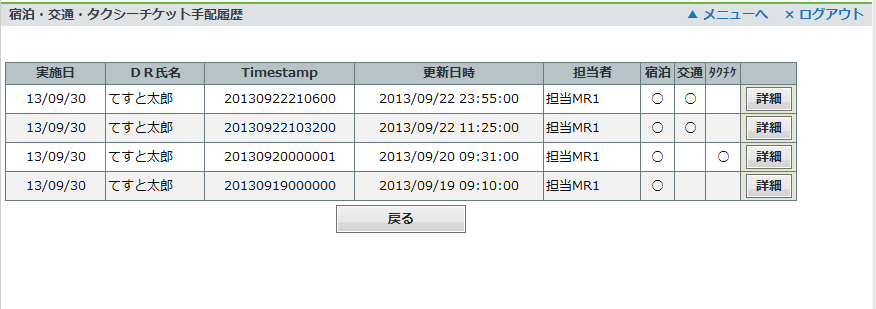 宿泊・交通・タクシーチケット手配履歴 ▲ メニューへ × ログアウト
実施日 ＤＲ氏名 Timestamp 更新日時 担当者 宿泊 交通 ﾀｸﾁｹ
13/09/30 てすと太郎 20130922210600 2013/09/22 23:55:00 担当MR1 ○ ○ 詳細
13/09/30 てすと太郎 20130922103200 2013/09/22 11:25:00 担当MR1 ○ ○ 詳細
13/09/30 てすと太郎 20130920000001 2013/09/20 09:31:00 担当MR1 ○ ○ 詳細
13/09/30 てすと太郎 20130919000000 2013/09/19 09:10:00 担当MR1 ○ 詳細
戻る